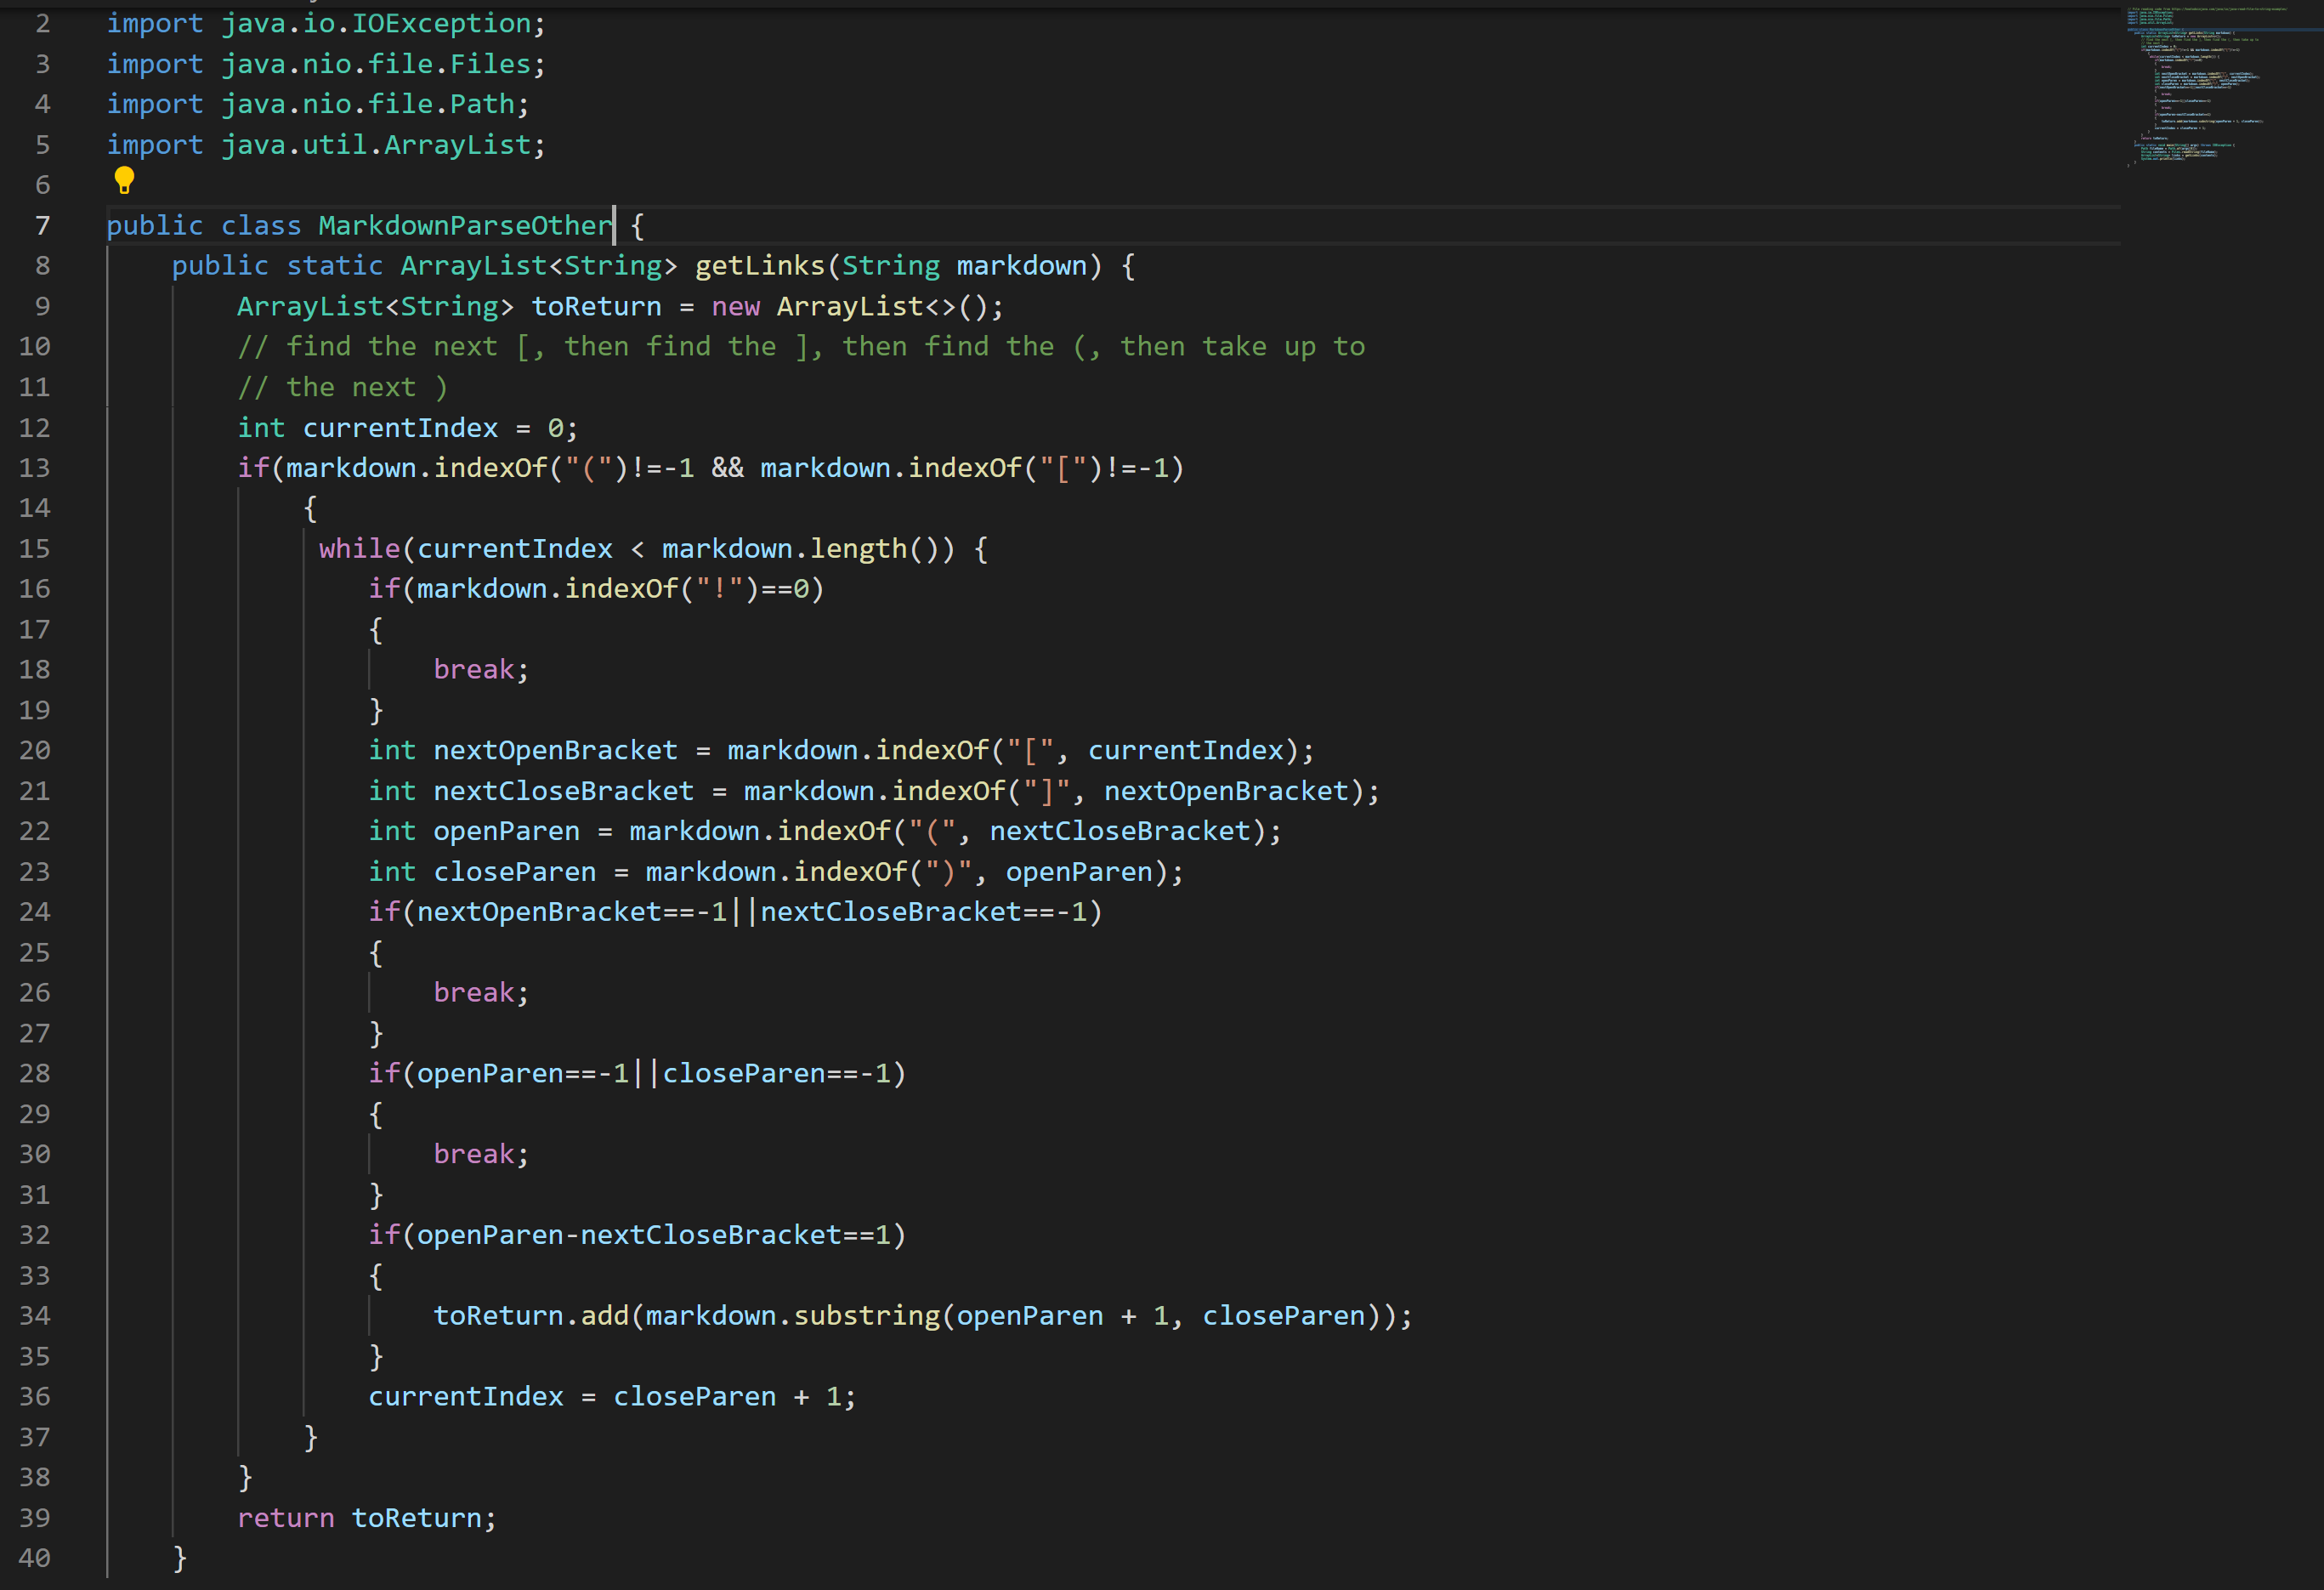 2 import java.io.IOException;
3 import java.nio.file.Files;
4 import java.nio.file.Path;
5 import java.util.ArrayList;
6
7 public class MarkdownParseOther {
8     public static ArrayList<String> getLinks(String markdown) {
9         ArrayList<String> toReturn = new ArrayList<>();
10         // find the next [, then find the ], then find the (, then take up to
11         // the next )
12         int currentIndex = 0;
13         if(markdown.indexOf("(")!=-1 && markdown.indexOf("[")!=-1)
14             {
15              while(currentIndex < markdown.length()) {
16                 if(markdown.indexOf("!")==0)
17                 {
18                     break;
19                 }
20                 int nextOpenBracket = markdown.indexOf("[", currentIndex);
21                 int nextCloseBracket = markdown.indexOf("]", nextOpenBracket);
22                 int openParen = markdown.indexOf("(", nextCloseBracket);
23                 int closeParen = markdown.indexOf(")", openParen);
24                 if(nextOpenBracket==-1||nextCloseBracket==-1)
25                 {
26                     break;
27                 }
28                 if(openParen==-1||closeParen==-1)
29                 {
30                     break;
31                 }
32                 if(openParen-nextCloseBracket==1)
33                 {
34                     toReturn.add(markdown.substring(openParen + 1, closeParen));
35                 }
36                 currentIndex = closeParen + 1;
37             }
38         }
39         return toReturn;
40     }